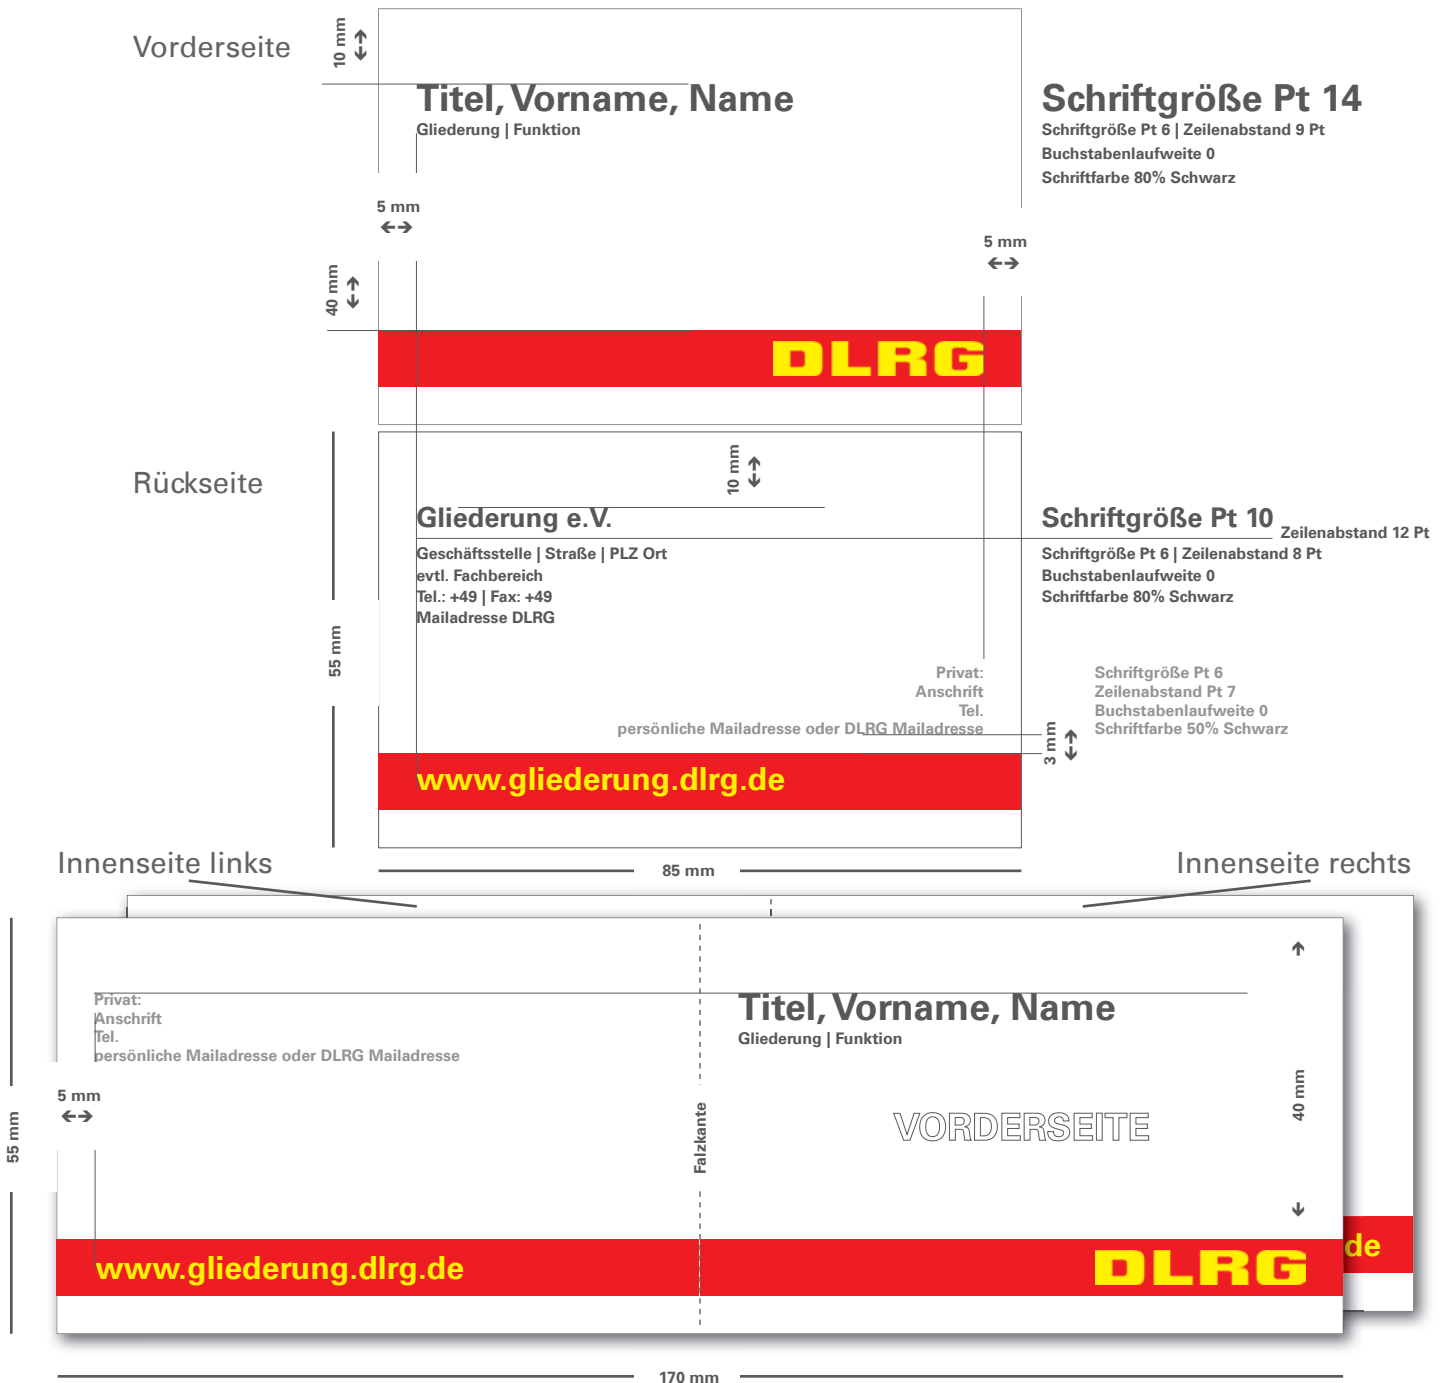 Vorderseite
10 mm
Titel, Vorname, Name
Gliederung | Funktion
Schriftgröße Pt 14
Schriftgröße Pt 6 | Zeilenabstand 9 Pt
Buchstabenlaufweite 0
Schriftfarbe 80% Schwarz
5 mm
5 mm
40 mm
DLRG
Rückseite
10 mm
Gliederung e.V.
Geschäftsstelle | Straße | PLZ Ort
evtl. Fachbereich
Tel.: +49 | Fax: +49
Mailadresse DLRG
Schriftgröße Pt 10
Zeilenabstand 12 Pt
Schriftgröße Pt 6 | Zeilenabstand 8 Pt
Buchstabenlaufweite 0
Schriftfarbe 80% Schwarz
55 mm
Privat:
Anschrift
Tel.
persönliche Mailadresse oder DLRG Mailadresse
Schriftgröße Pt 6
Zeilenabstand Pt 7
Buchstabenlaufweite 0
Schriftfarbe 50% Schwarz
3 mm
www.gliederung.dlrg.de
85 mm
Innenseite links
Innenseite rechts
Privat:
Anschrift
Tel.
persönliche Mailadresse oder DLRG Mailadresse
Titel, Vorname, Name
Gliederung | Funktion
5 mm
55 mm
Falzkante
VORDERSEITE
40 mm
www.gliederung.dlrg.de
DLRG
de
170 mm